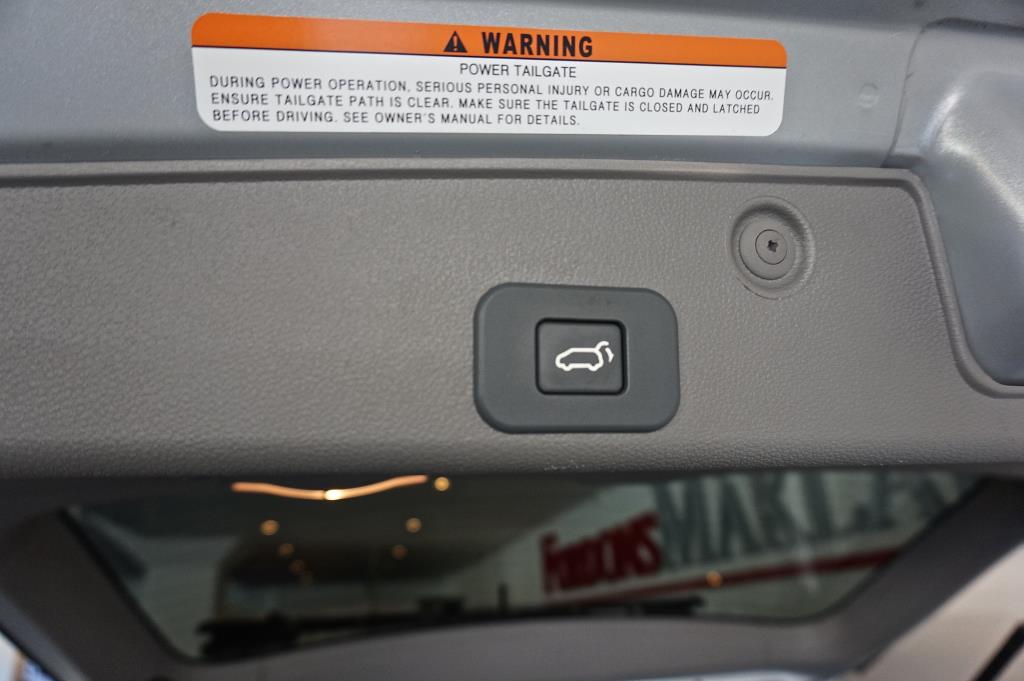 WARNING
POWER TAILGATE
DURING POWER OPERATION, SERIOUS PERSONAL INJURY OR CARGO DAMAGE MAY OCCUR.
ENSURE TAILGATE PATH IS CLEAR. MAKE SURE THE TAILGATE IS CLOSED AND LATCHED
BEFORE DRIVING. SEE OWNER'S MANUAL FOR DETAILS.